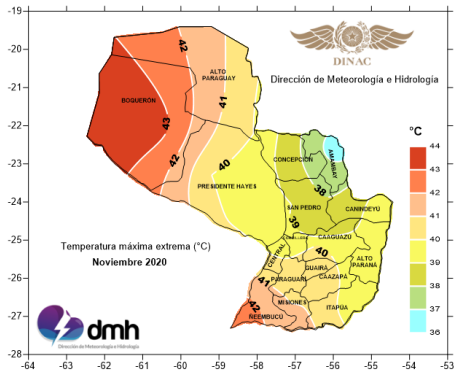 DINAC
Dirección de Meteorología e Hidrología
-19
-20
-21
-22
-23
-24
-25
-26
-27
-28
-64
-63
-62
-61
-60
-59
-58
-57
-56
-55
-54
-53
42
ALTO
PARAGUAY
BOQUERÓN
41
43
42
40
PRESIDENTE HAYES
CONCEPCIÓN
AMAMBAY
38
SAN PEDRO
CANINDEYÚ
39
CAAGUAZÚ
CENTRAL
40
ALTO
PARANÁ
GUAIRÁ
CAAZAPÁ
PARAGUARÍ
41
MISIONES
ITAPÚA
42
ÑEEMBUCÚ
°C
44
43
42
41
40
39
38
37
36
Temperatura máxima extrema (°C)
Noviembre 2020
dmh
Dirección de Meteorología e Hidrología